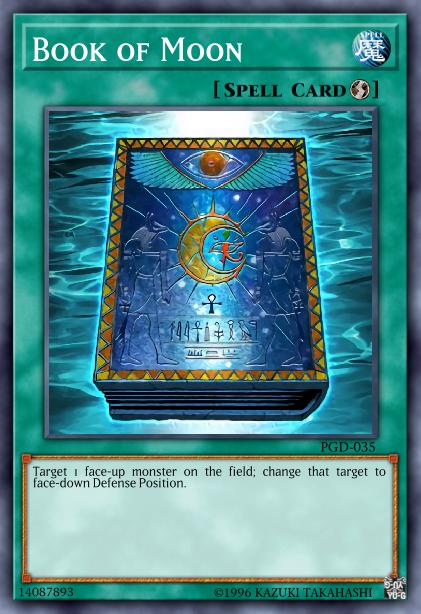 BOOK OF MOON
SPELL
魔
[SPELL CARD]
PGD-035
Target 1 face-up monster on the field; change that target to
face-down Defense Position.
14087893
©1996 KAZUKI TAKAHASHI